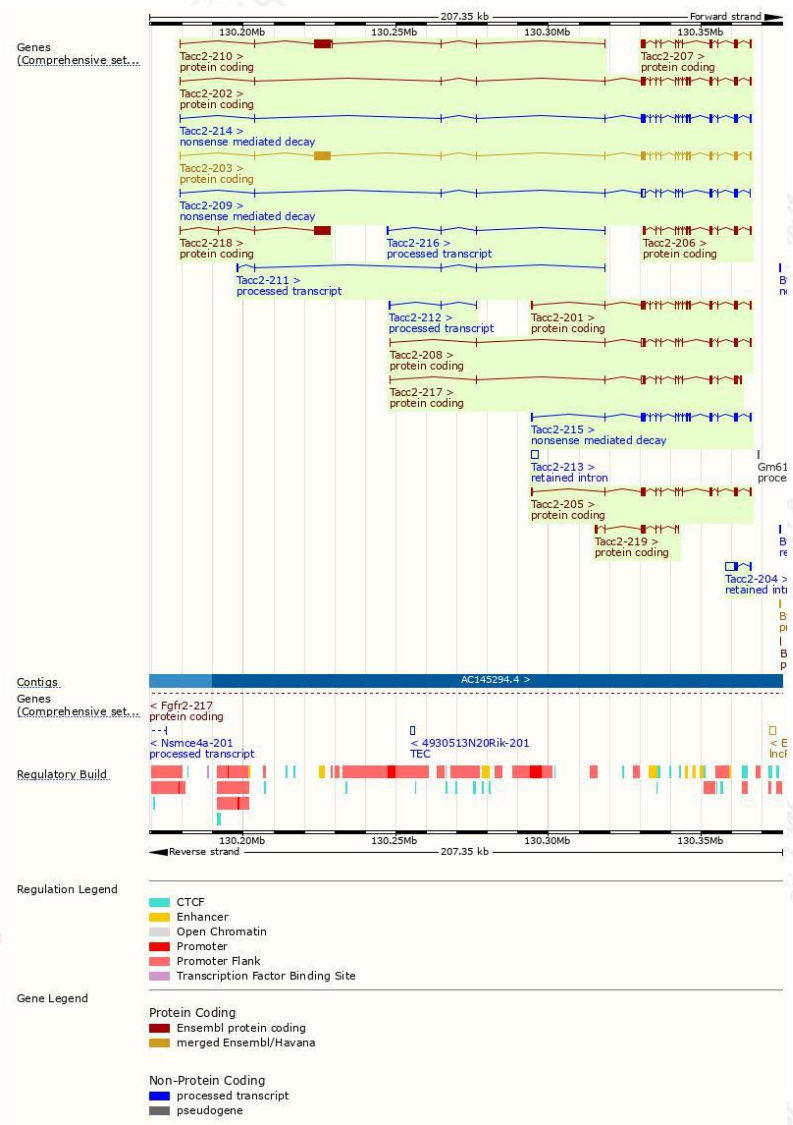 207.35 kb
Forward strand
130.20Mb 130.25Mb 130.30Mb 130.35Mb
Genes
(Comprehensive set...
Tacc2-210 > Tacc2-207 >
protein coding protein coding
Tacc2-202 >
protein coding
Tacc2-214 >
nonsense mediated decay
Tacc2-203 >
protein coding
Tacc2-209 >
nonsense mediated decay
Tacc2-218 > Tacc2-216 > Tacc2-206 >
protein coding processed transcript protein coding
Tacc2-211 > B
processed transcript no
Tacc2-212 > Tacc2-201 >
processed transcript protein coding
Tacc2-208 >
protein coding
Tacc2-217 >
protein coding
Tacc2-215 >
nonsense mediated decay
Tacc2-213 > Gm61
retained intron proce
Tacc2-205 >
protein coding
Tacc2-219 > B
protein coding re
Tacc2-204 >
retained intr
B
pr
B
p
Contigs AC145294.4 >
Genes
(Comprehensive set...
< Fgfr2-217
protein coding
< Nsmce4a-201 < 4930513N20Rik-201 < B
processed transcript TEC lncR
Regulatory Build
130.20Mb 130.25Mb 130.30Mb 130.35Mb
Reverse strand 207.35 kb
Regulation Legend
CTCF
Enhancer
Open Chromatin
Promoter
Promoter Flank
Transcription Factor Binding Site
Gene Legend
Protein Coding
Ensembl protein coding
merged Ensembl/Havana
Non-Protein Coding
processed transcript
pseudogene